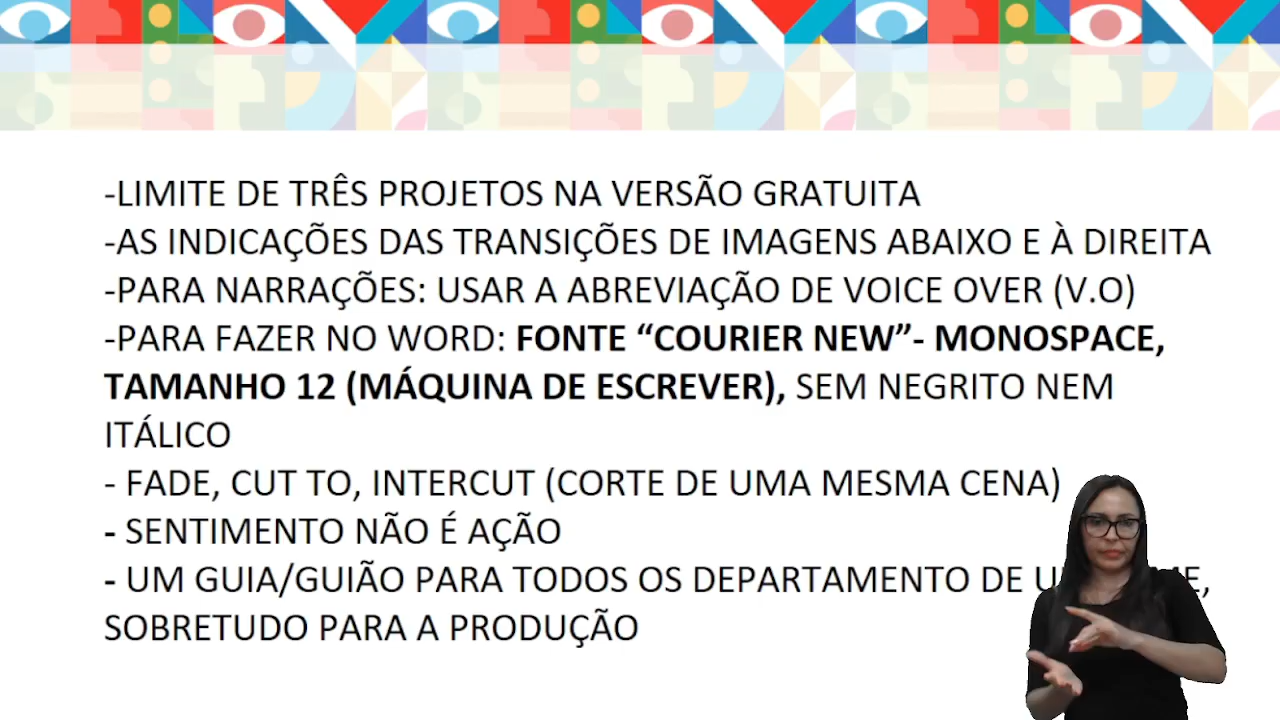 -LIMITE DE TRÊS PROJETOS NA VERSÃO GRATUITA
-AS INDICAÇÕES DAS TRANSIÇÕES DE IMAGENS ABAIXO E À DIREITA
-PARA NARRAÇÕES: USAR A ABREVIAÇÃO DE VOICE OVER (V.O)
-PARA FAZER NO WORD: FONTE “COURIER NEW”- MONOSPACE,
TAMANHO 12 (MÁQUINA DE ESCREVER), SEM NEGRITO NEM
ITÁLICO
- FADE, CUT TO, INTERCUT (CORTE DE UMA MESMA CENA)
- SENTIMENTO NÃO É AÇÃO
- UM GUIA/GUIÃO PARA TODOS OS DEPARTAMENTO DE
SOBRETUDO PARA A PRODUÇÃO